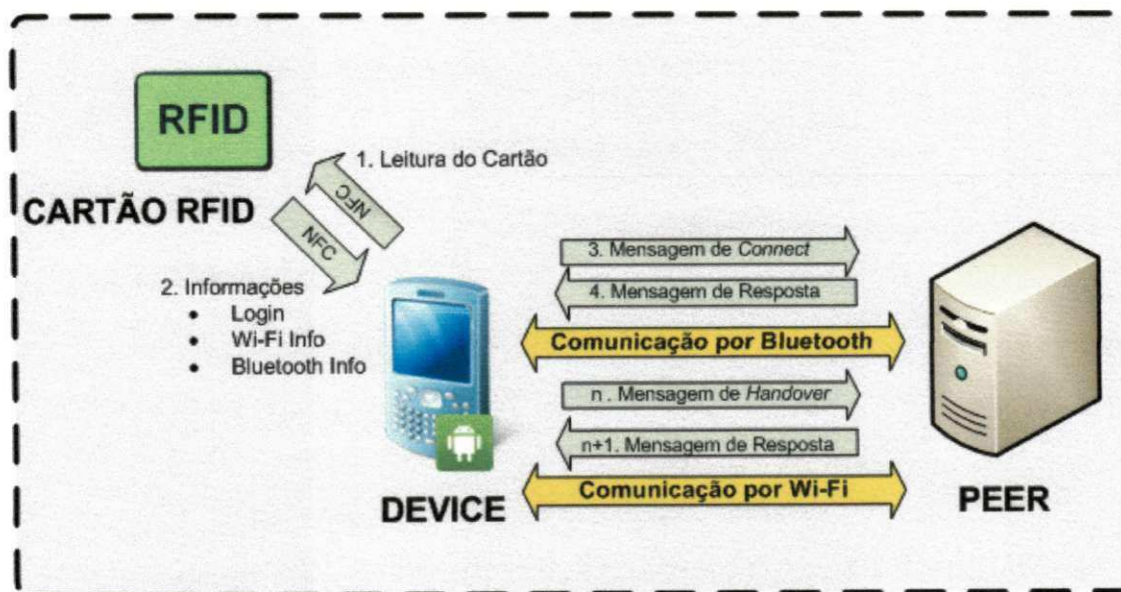 RFID
CARTÃO RFID
1. Leitura do Cartão
NFC
NFC
2. Informações
• Login
• Wi-Fi Info
• Bluetooth Info
DEVICE
3. Mensagem de Connect
4. Mensagem de Resposta
Comunicação por Bluetooth
n . Mensagem de Handover
n+1. Mensagem de Resposta
Comunicação por Wi-Fi
PEER